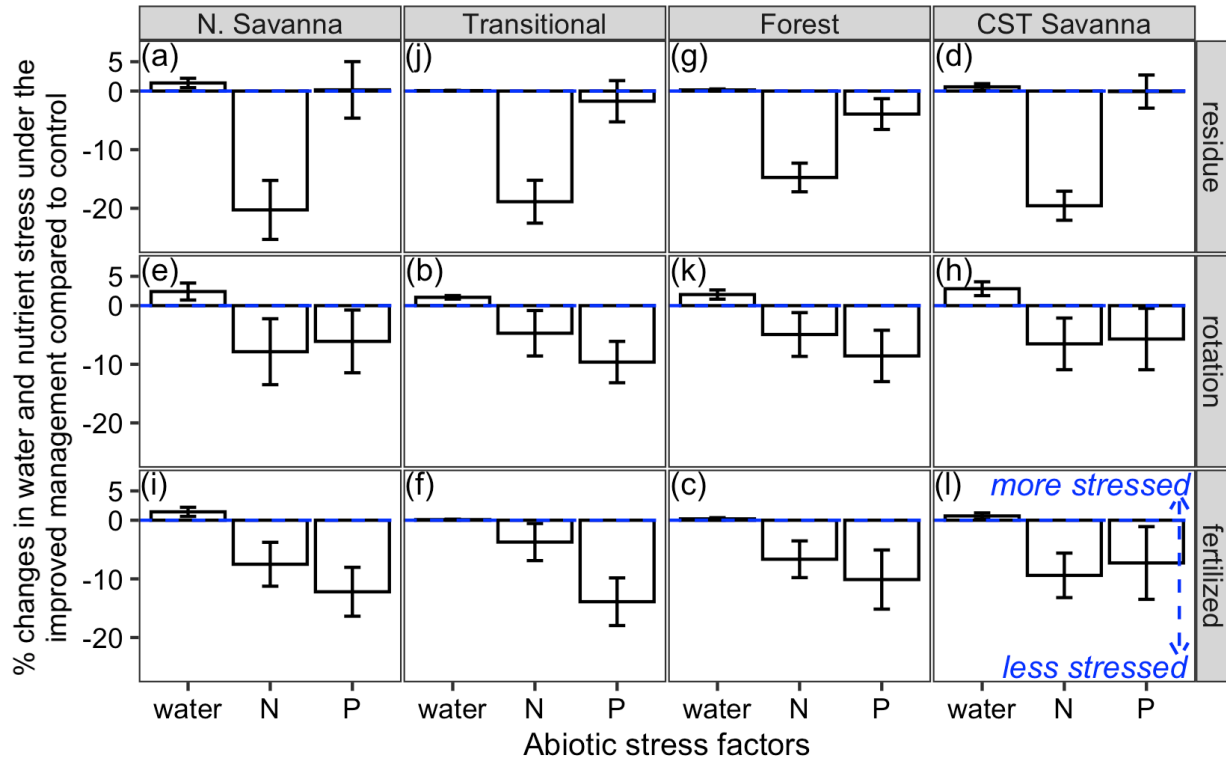 N. Savanna
Transitional
Forest
CST Savanna
% changes in water and nutrient stress under the
improved management compared to control
5
0
-10
-20
(a)
(j)
(g)
(d)
residue
5
0
-10
-20
(e)
(b)
(k)
(h)
rotation
5
0
-10
-20
(i)
(f)
(c)
(l)
more stressed
less stressed
fertilized
water
N
P
water
N
P
water
N
P
water
N
P
Abiotic stress factors